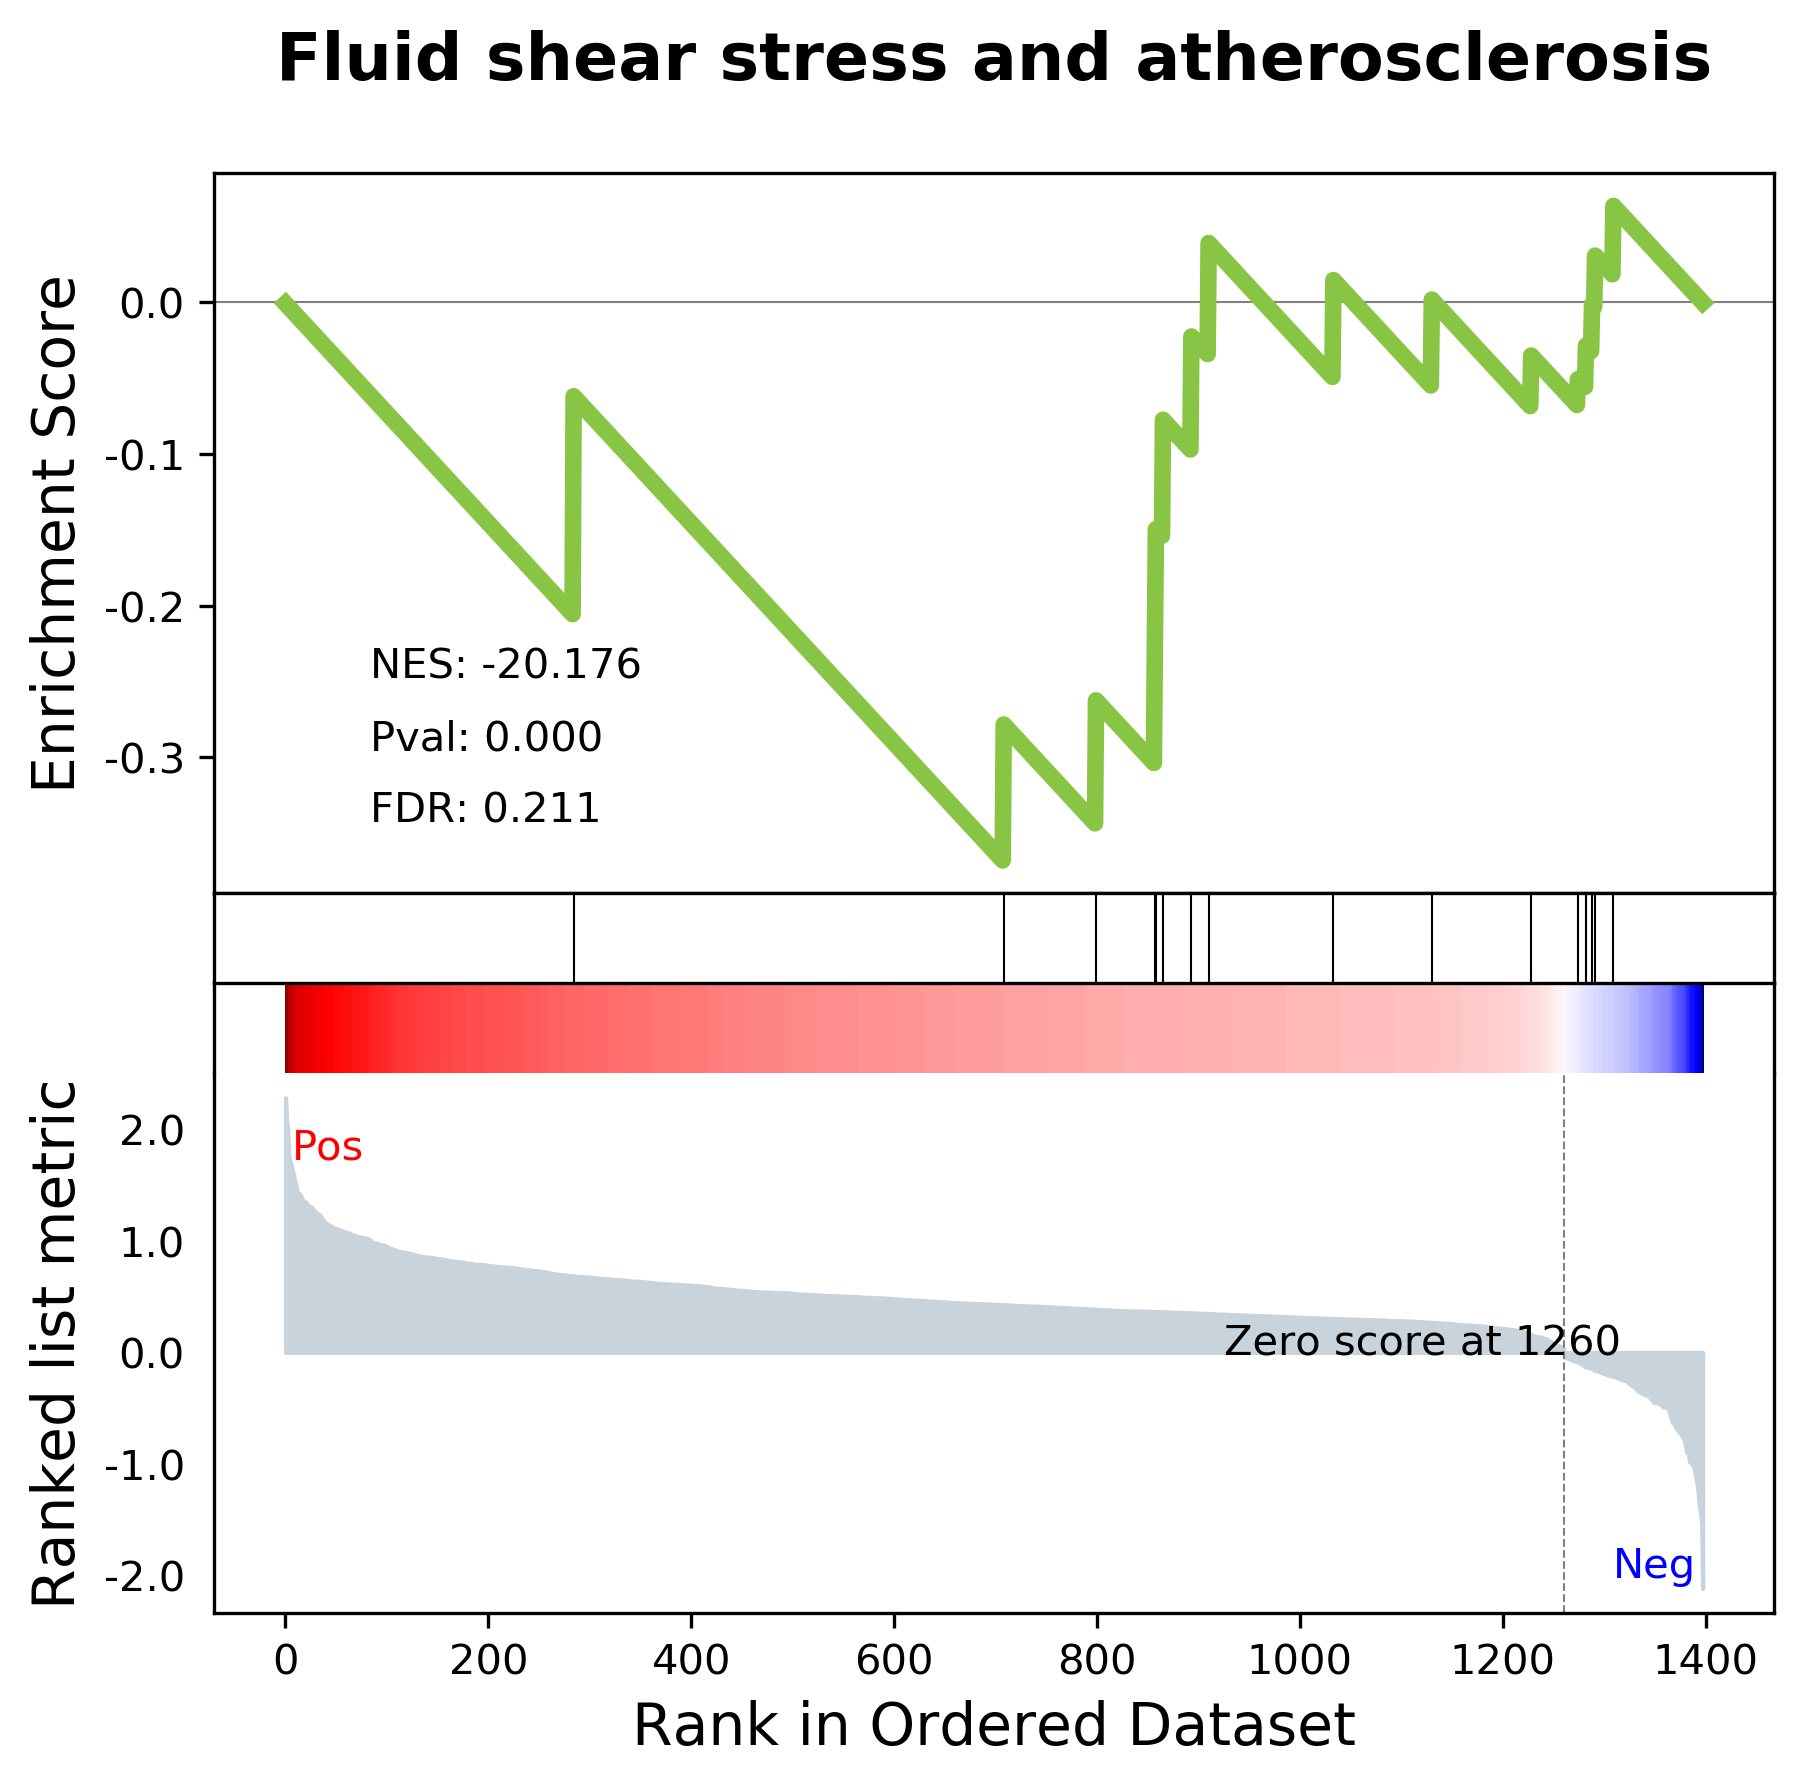 Fluid shear stress and atherosclerosis
Enrichment Score
0.0
-0.1
-0.2
-0.3
NES: -20.176
Pval: 0.000
FDR: 0.211
Ranked list metric
2.0
1.0
0.0
-1.0
-2.0
Pos
Zero score at 1260
Neg
0 200 400 600 800 1000 1200 1400
Rank in Ordered Dataset